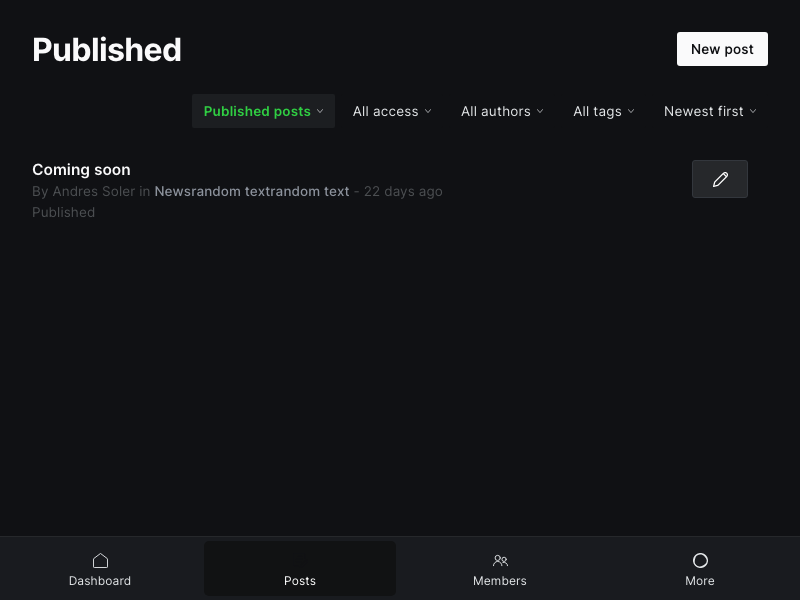 Published
New post
Published posts All access All authors All tags Newest first
Coming soon
By Andres Soler in Newsrandom textrandom text - 22 days ago
Published
Dashboard Posts Members More